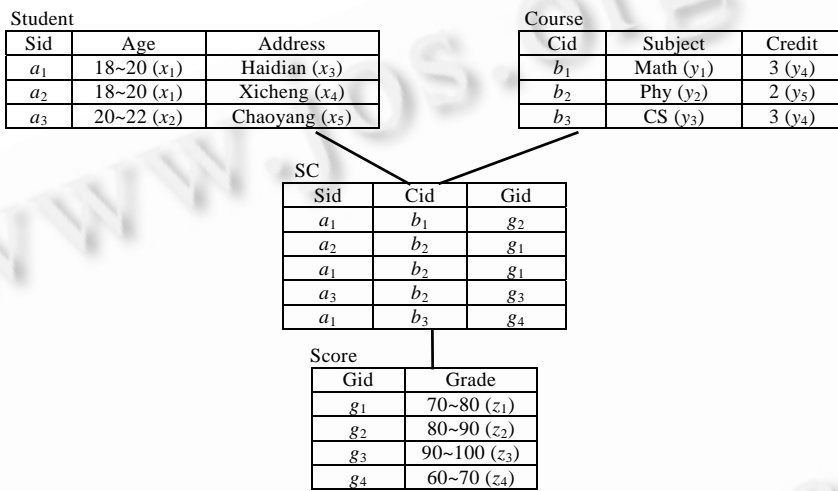 Student
Sid Age Address
a₁ 18~20 (x₁) Haidian (x₃)
a₂ 18~20 (x₁) Xicheng (x₄)
a₃ 20~22 (x₂) Chaoyang (x₅)
Course
Cid Subject Credit
b₁ Math (y₁) 3 (y₄)
b₂ Phy (y₂) 2 (y₅)
b₃ CS (y₃) 3 (y₄)
SC
Sid Cid Gid
a₁ b₁ g₂
a₂ b₂ g₁
a₁ b₂ g₁
a₃ b₂ g₃
a₁ b₃ g₄
Score
Gid Grade
g₁ 70~80 (z₁)
g₂ 80~90 (z₂)
g₃ 90~100 (z₃)
g₄ 60~70 (z₄)
www.jos.org